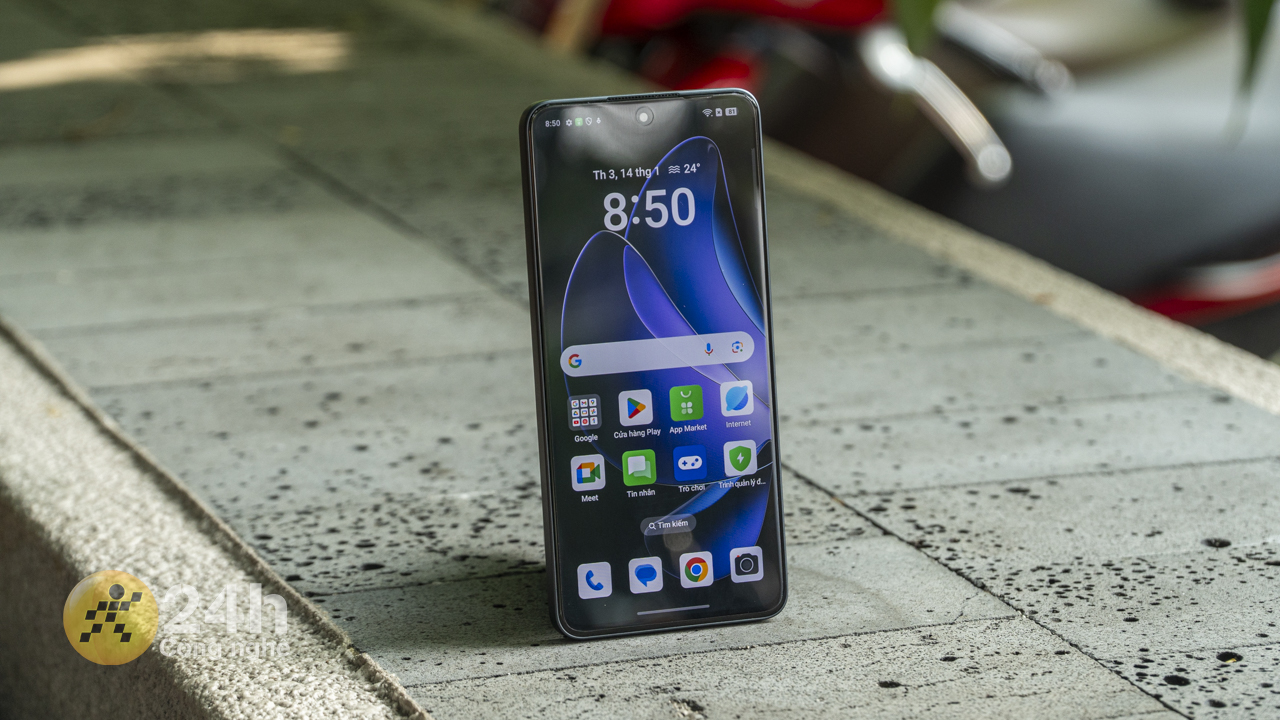 8:50
81
Th 3, 14 thg 1 24°
8:50
Google Cửa hàng Play App Market Internet
Meet Tin nhắn Trò chơi Trình quản lý đ...
Tìm kiếm
24h
Công nghệ